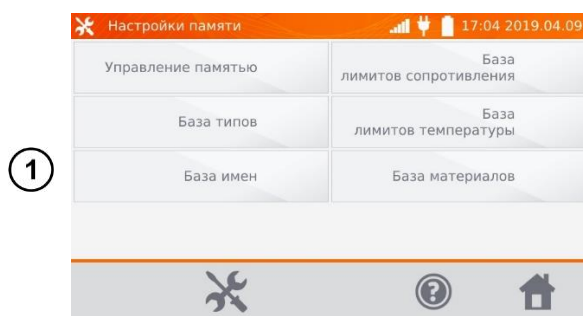 Настройки памяти 17:04 2019.04.09
Управление памятью
База
лимитов сопротивления
База типов
База
лимитов температуры
1
База имен
База материалов
?